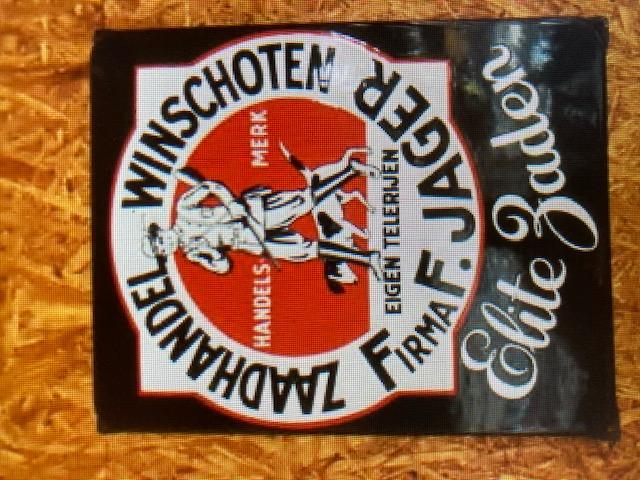 ZAADHANDEL WINSCHOTEN
HANDELS MERK
EIGEN TELERIJEN
FIRMA F. JAGER
Elite Zaden